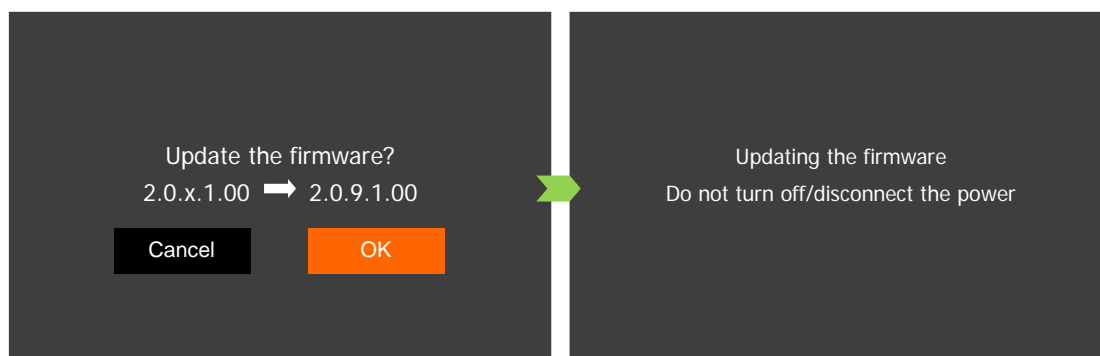 Update the firmware?
2.0.x.1.00 2.0.9.1.00
Cancel OK
Updating the firmware
Do not turn off/disconnect the power